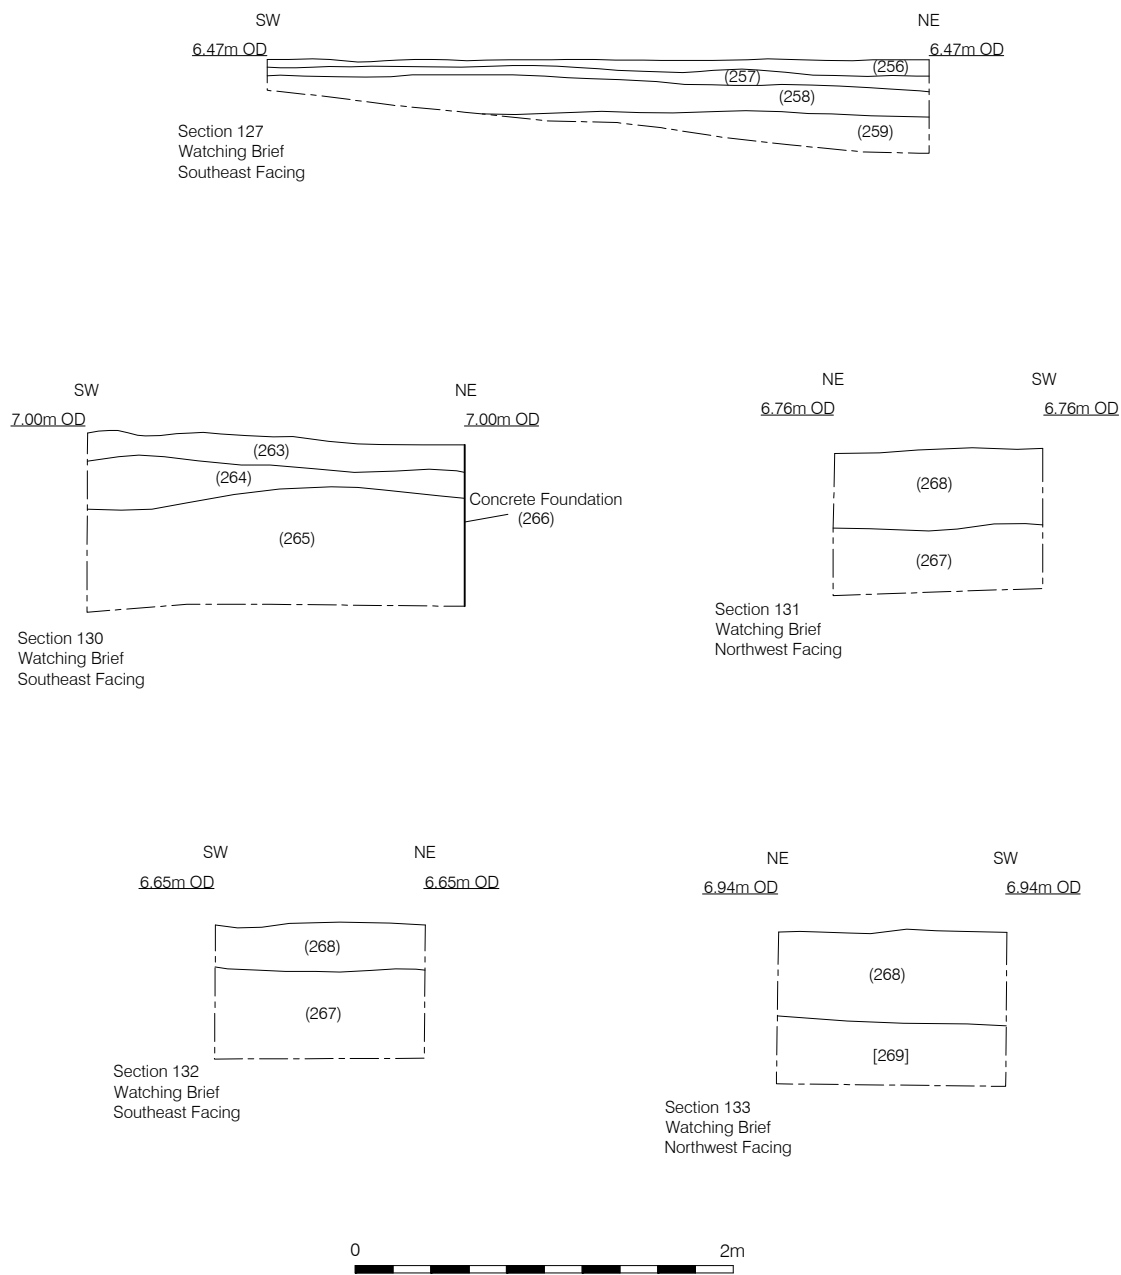 SW NE
6.47m OD 6.47m OD
(256)
(257)
(258)
(259)
Section 127
Watching Brief
Southeast Facing
SW NE
7.00m OD 7.00m OD
(263)
(264)
(265)
Concrete Foundation
(266)
Section 130
Watching Brief
Southeast Facing
NE SW
6.76m OD 6.76m OD
(268)
(267)
Section 131
Watching Brief
Northwest Facing
SW NE
6.65m OD 6.65m OD
(268)
(267)
Section 132
Watching Brief
Southeast Facing
NE SW
6.94m OD 6.94m OD
(268)
[269]
Section 133
Watching Brief
Northwest Facing
0 2m